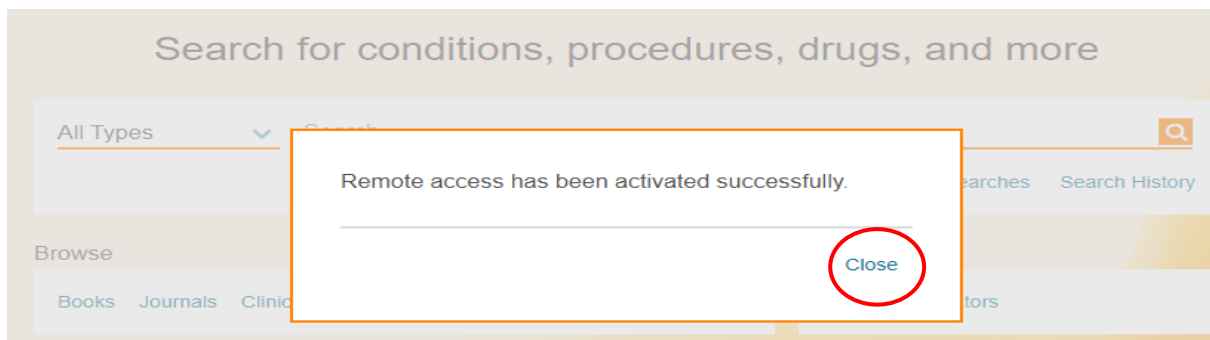 Search for conditions, procedures, drugs, and more
All Types
Search
Remote access has been activated successfully.
earches Search History
Browse
Close
Books Journals Clinic
tors